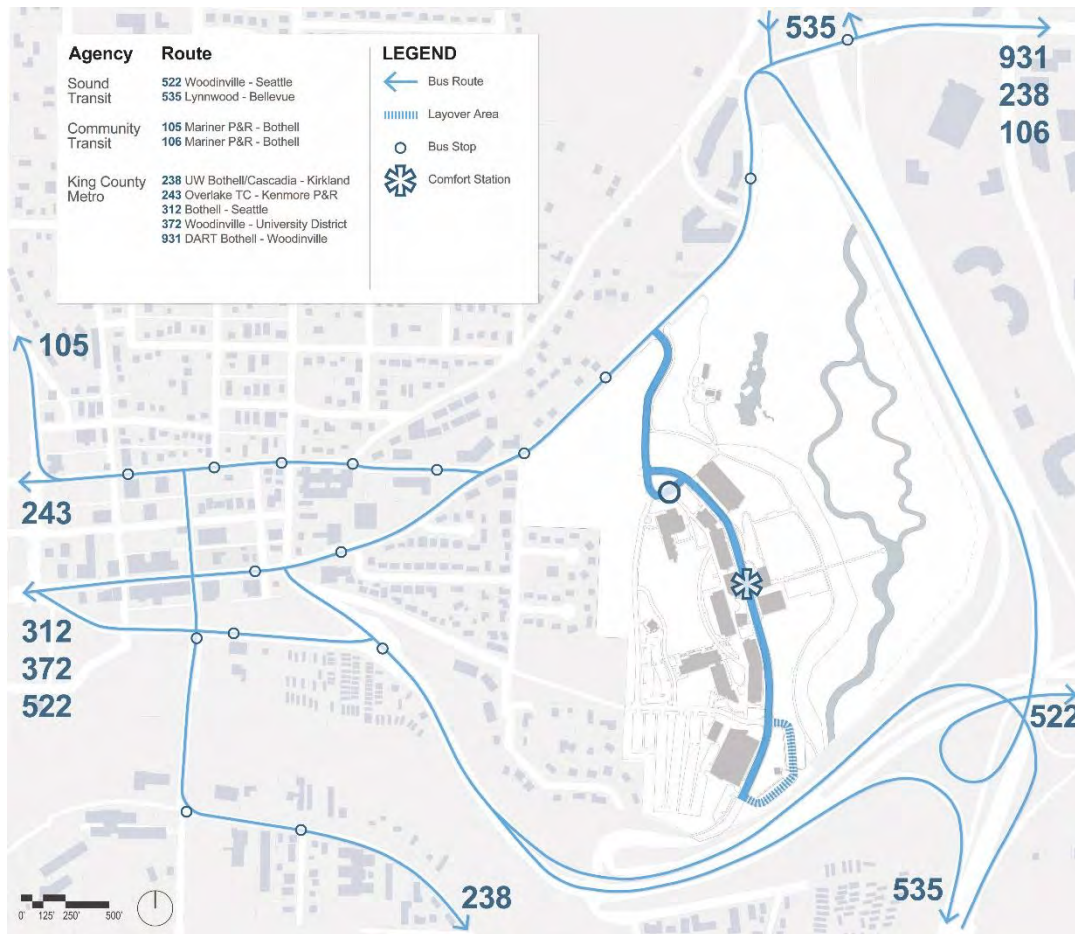 Agency Route
Sound
Transit
522 Woodinville - Seattle
535 Lynnwood - Bellevue
Community
Transit
105 Mariner P&R - Bothell
106 Mariner P&R - Bothell
King County
Metro
238 UW Bothell/Cascadia - Kirkland
243 Overlake TC - Kenmore P&R
312 Bothell - Seattle
372 Woodinville - University District
931 DART Bothell - Woodinville
LEGEND
Bus Route
Layover Area
Bus Stop
Comfort Station
535
931
238
106
105
243
312
372
522
522
535
238
0' 125' 250' 500'